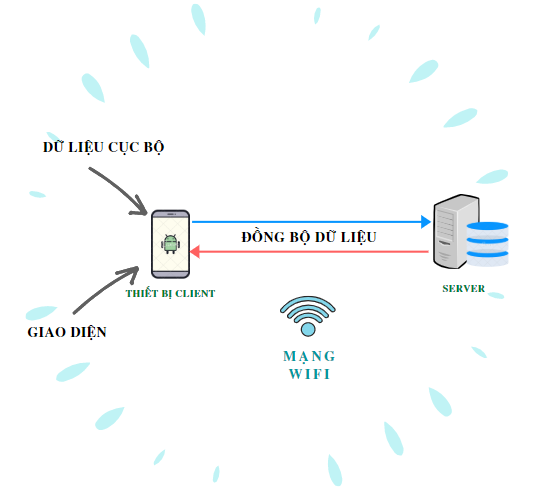 DỮ LIỆU CỤC BỘ
ĐỒNG BỘ DỮ LIỆU
THIẾT BỊ CLIENT
SERVER
GIAO DIỆN
MẠNG
WIFI